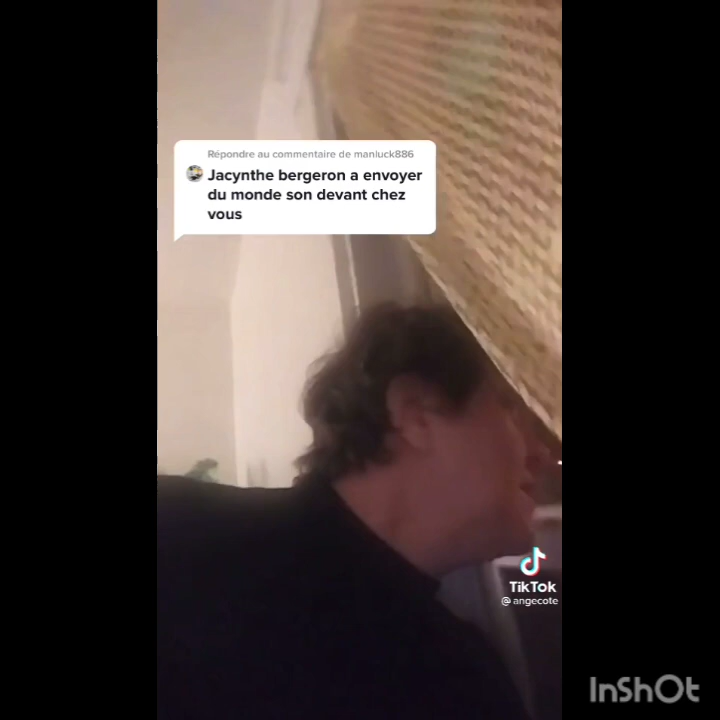 Répondre au commentaire de manluck886
Jacynthe bergeron a envoyer
du monde son devant chez
vous
TikTok
@angecote
InShOt